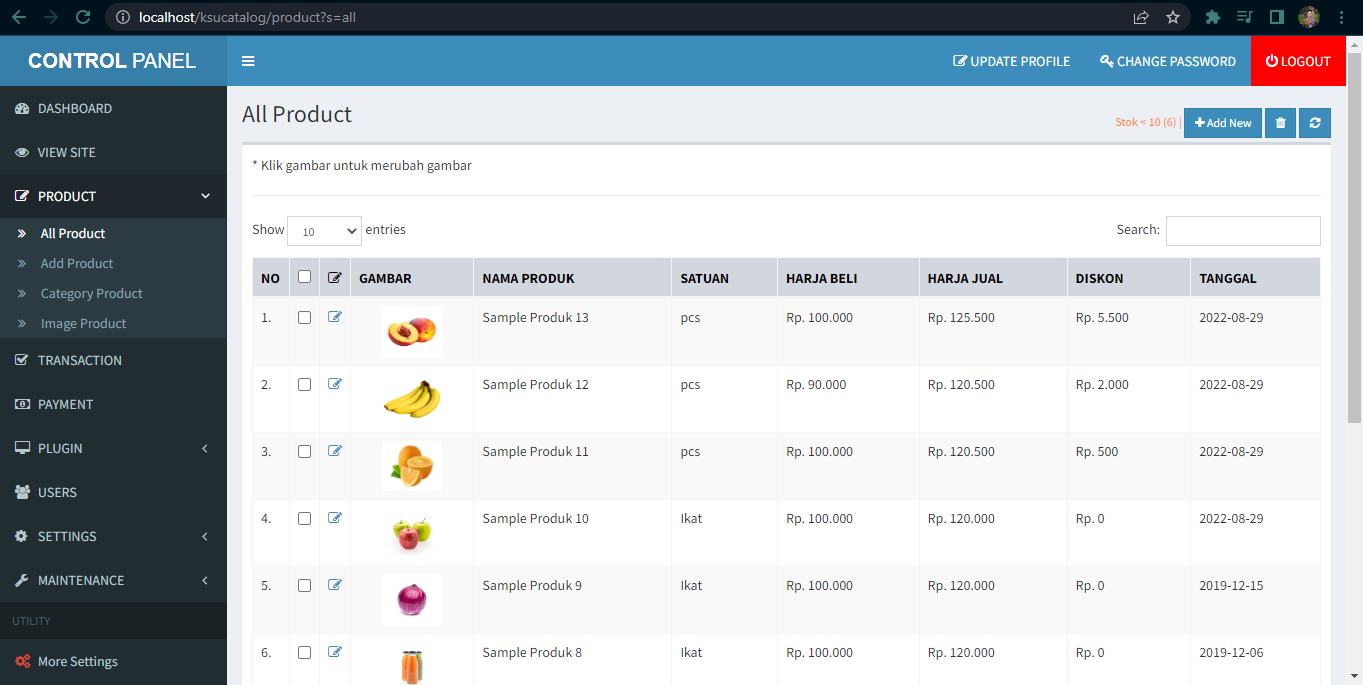 localhost/ksucatalog/product?s=all
CONTROL PANEL
UPDATE PROFILE
CHANGE PASSWORD
LOGOUT
DASHBOARD
VIEW SITE
PRODUCT
All Product
Add Product
Category Product
Image Product
TRANSACTION
PAYMENT
PLUGIN
USERS
SETTINGS
MAINTENANCE
UTILITY
More Settings
All Product
Stok < 10 (6) |
Add New
* Klik gambar untuk merubah gambar
Show 10 entries
Search:
NO GAMBAR NAMA PRODUK SATUAN HARJA BELI HARJA JUAL DISKON TANGGAL
1. Sample Produk 13 pcs Rp. 100.000 Rp. 125.500 Rp. 5.500 2022-08-29
2. Sample Produk 12 pcs Rp. 90.000 Rp. 120.500 Rp. 2.000 2022-08-29
3. Sample Produk 11 pcs Rp. 100.000 Rp. 120.500 Rp. 500 2022-08-29
4. Sample Produk 10 Ikat Rp. 100.000 Rp. 120.000 Rp. 0 2022-08-29
5. Sample Produk 9 Ikat Rp. 100.000 Rp. 120.000 Rp. 0 2019-12-15
6. Sample Produk 8 Ikat Rp. 100.000 Rp. 120.000 Rp. 0 2019-12-06